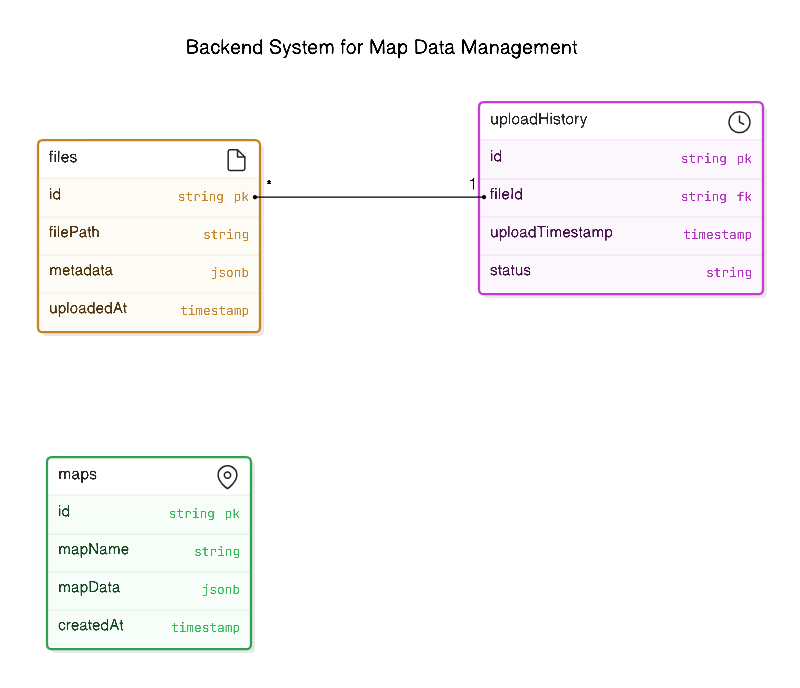 Backend System for Map Data Management
files
id string pk
filePath string
metadata jsonb
uploadedAt timestamp
* 1
uploadHistory
id string pk
fileId string fk
uploadTimestamp timestamp
status string
maps
id string pk
mapName string
mapData jsonb
createdAt timestamp